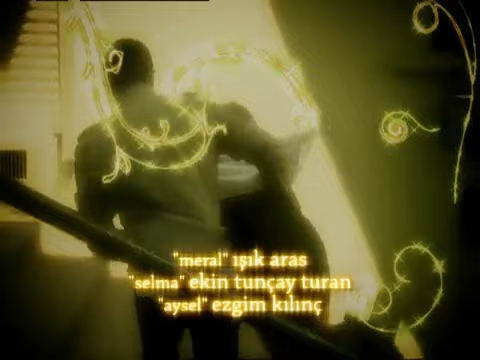 "meral" ışık aras
"selma" ekin tunçay turan
"aysel" ezgim kılınç